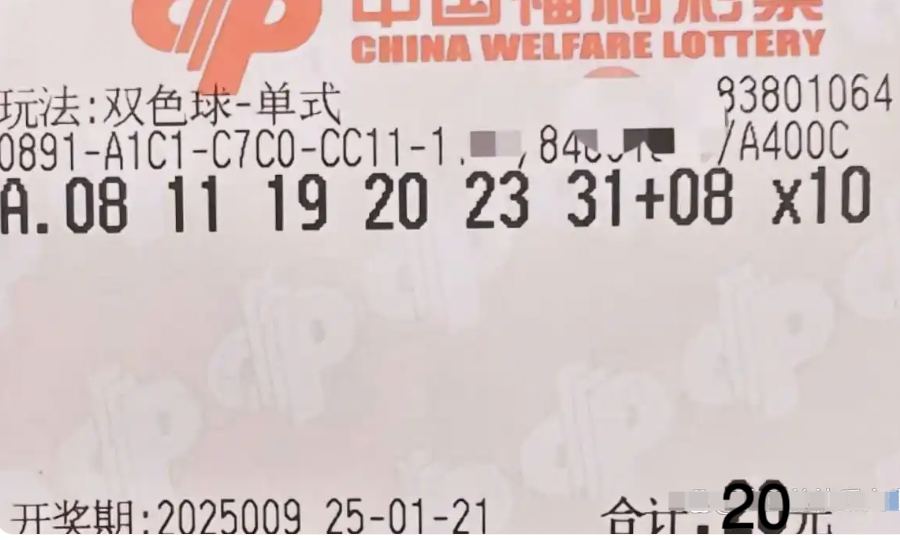 中国福利彩票
CHINA WELFARE LOTTERY
玩法:双色球-单式
93801064
0891-A1C1-C7C0-CC11-1
/A400C
A.08 11 19 20 23 31+08 x10
开奖期:2025009 25-01-21
合计:20元